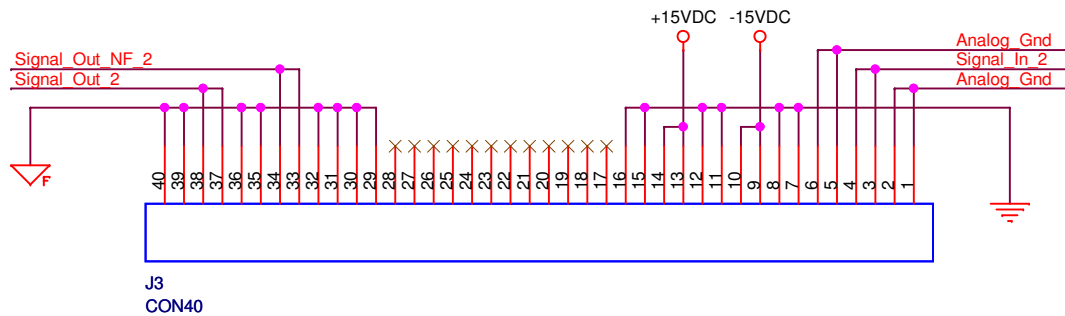 +15VDC -15VDC
Analog_Gnd
Signal_Out_NF_2
Signal_In_2
Signal_Out_2
Analog_Gnd
F
40 39 38 37 36 35 34 33 32 31 30 29 28 27 26 25 24 23 22 21 20 19 18 17 16 15 14 13 12 11 10 9 8 7 6 5 4 3 2 1
J3
CON40